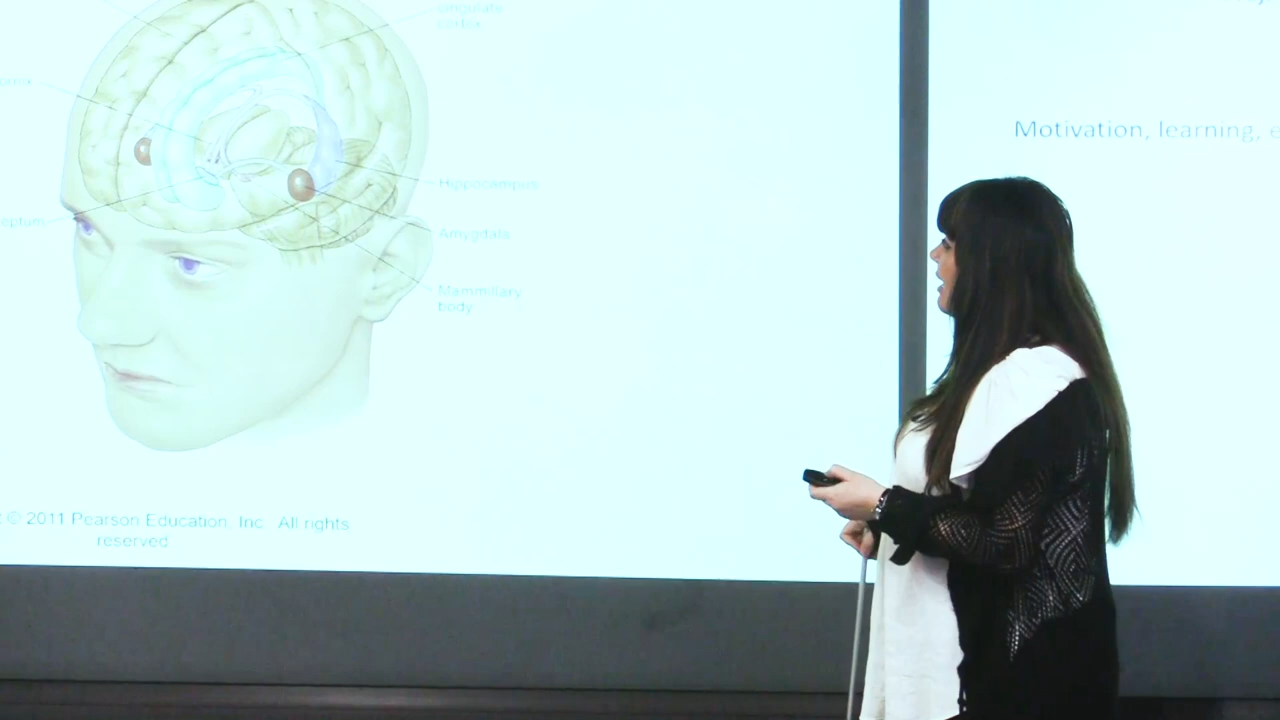 cingulate
cortex
Hippocampus
Amygdala
Mammillary
body
© 2011 Pearson Education, Inc. All rights
reserved
Motivation, learning,